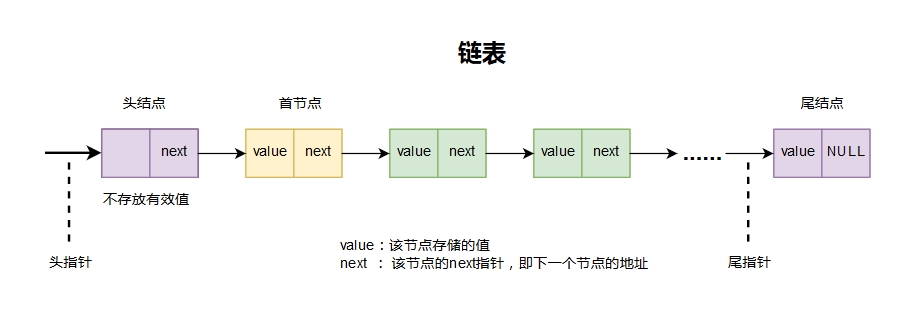 链表
头结点 首节点 尾结点
next value next value next value next ...... value NULL
不存放有效值
value：该节点存储的值
头指针 next ： 该节点的next指针，即下一个节点的地址 尾指针